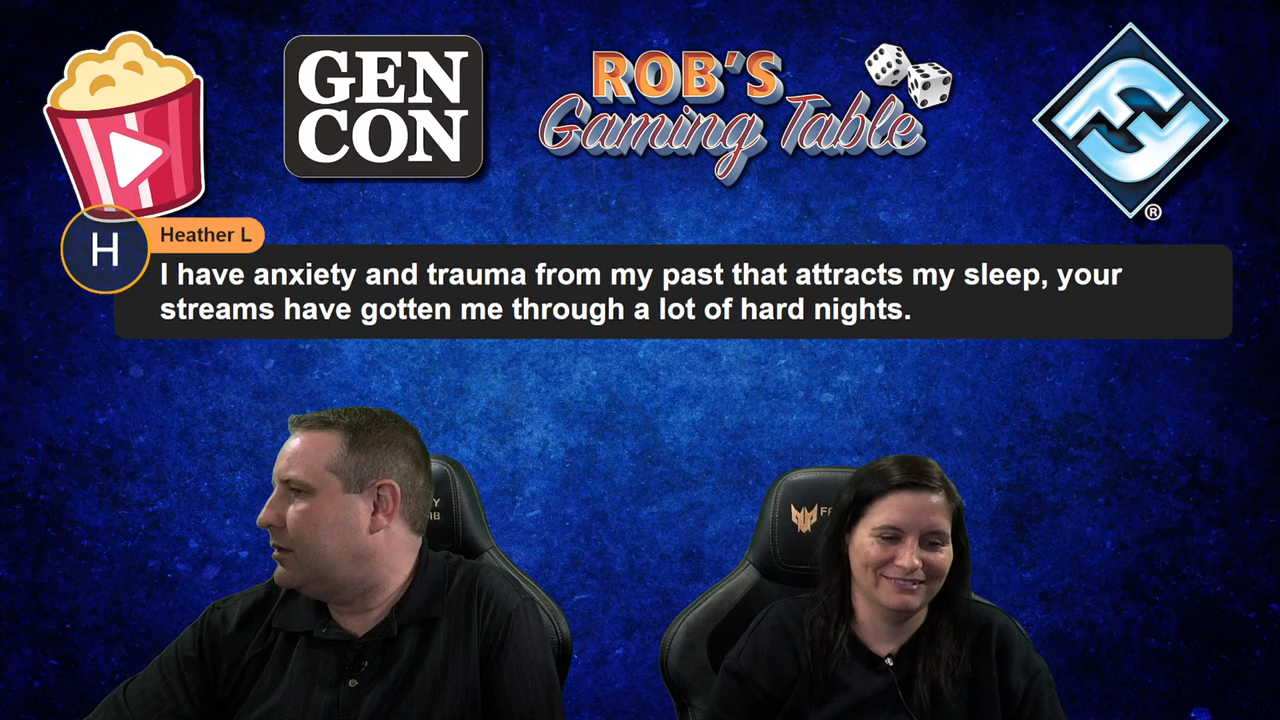 GEN
CON
ROB'S
Gaming Table
®
H
Heather L
I have anxiety and trauma from my past that attracts my sleep, your
streams have gotten me through a lot of hard nights.